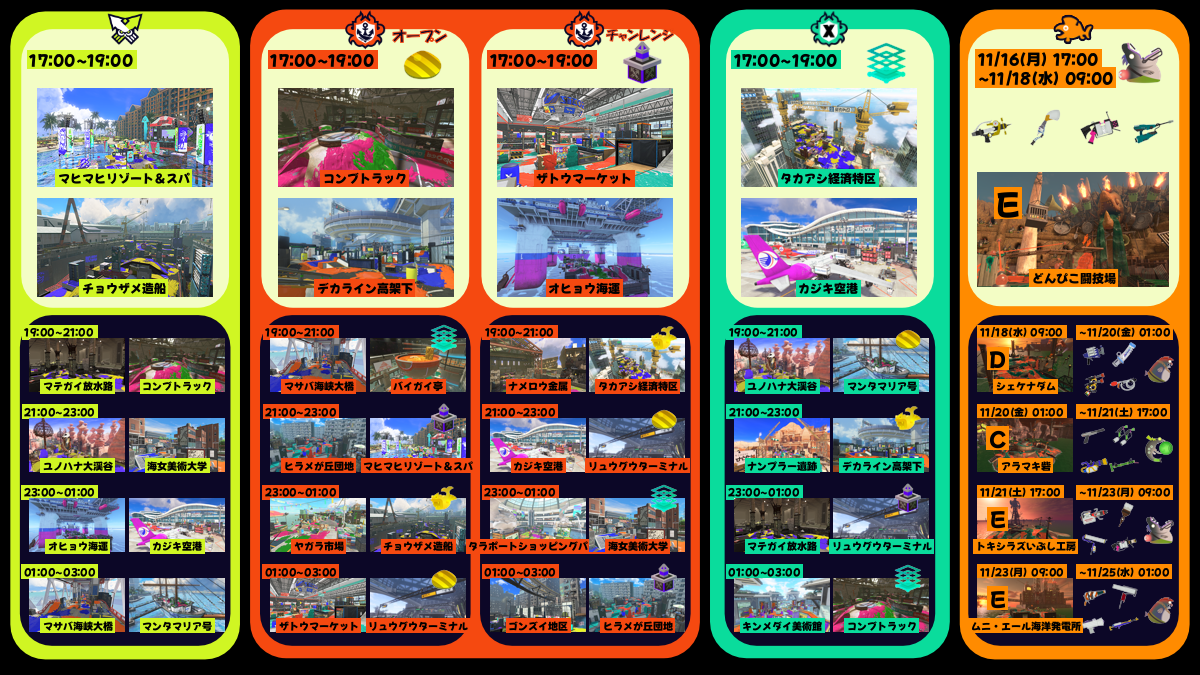 17:00~19:00
マヒマヒリゾート&スパ
チョウザメ造船
19:00~21:00
マテガイ放水路
コンブトラック
21:00~23:00
ユノハナ大渓谷
海女美術大学
23:00~01:00
オヒョウ海運
カジキ空港
01:00~03:00
マサバ海峡大橋
マンタマリア号
オープン
17:00~19:00
コンブトラック
デカライン高架下
19:00~21:00
マサバ海峡大橋
バイガイ亭
21:00~23:00
ヒラメが丘団地
マヒマヒリゾート&スパ
23:00~01:00
ヤガラ市場
チョウザメ造船
01:00~03:00
ザトウマーケット
リュウグウターミナル
チャレンジ
17:00~19:00
ザトウマーケット
オヒョウ海運
19:00~21:00
ナメロウ金属
タカアシ経済特区
21:00~23:00
カジキ空港
リュウグウターミナル
23:00~01:00
タラポートショッピングパ
海女美術大学
01:00~03:00
ゴンズイ地区
ヒラメが丘団地
X
17:00~19:00
タカアシ経済特区
カジキ空港
19:00~21:00
ユノハナ大渓谷
マンタマリア号
21:00~23:00
ナンプラー遺跡
デカライン高架下
23:00~01:00
マテガイ放水路
リュウグウターミナル
01:00~03:00
キンメダイ美術館
コンブトラック
11/16(月) 17:00
~11/18(水) 09:00
E
どんぴこ闘技場
11/18(水) 09:00 ~11/20(金) 01:00
D
シェケナダム
11/20(金) 01:00 ~11/21(土) 17:00
C
アラマキ砦
11/21(土) 17:00 ~11/23(月) 09:00
E
トキシラズいぶし工房
11/23(月) 09:00 ~11/25(水) 01:00
E
ムニ・エール海洋発電所